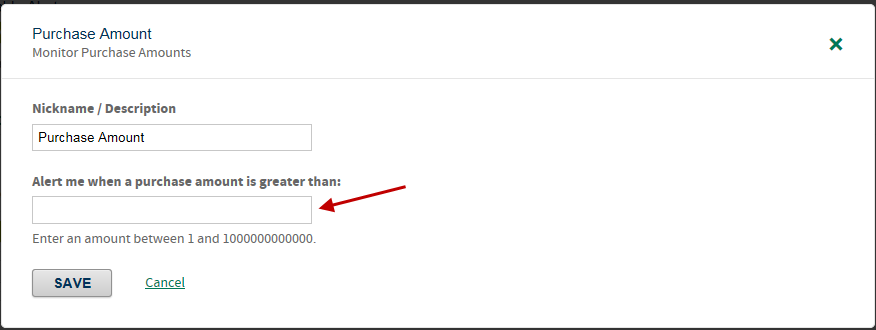 Purchase Amount
Monitor Purchase Amounts
Nickname / Description
Purchase Amount
Alert me when a purchase amount is greater than:
Enter an amount between 1 and 1000000000000.
SAVE Cancel